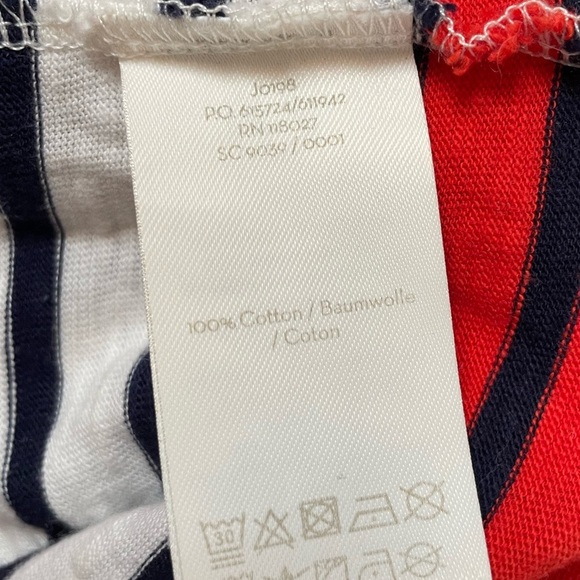 J0198
P.O. 615724/611942
RN 118027
SC 9039 / 0001
100% Cotton / Baumwolle
/ Coton
30